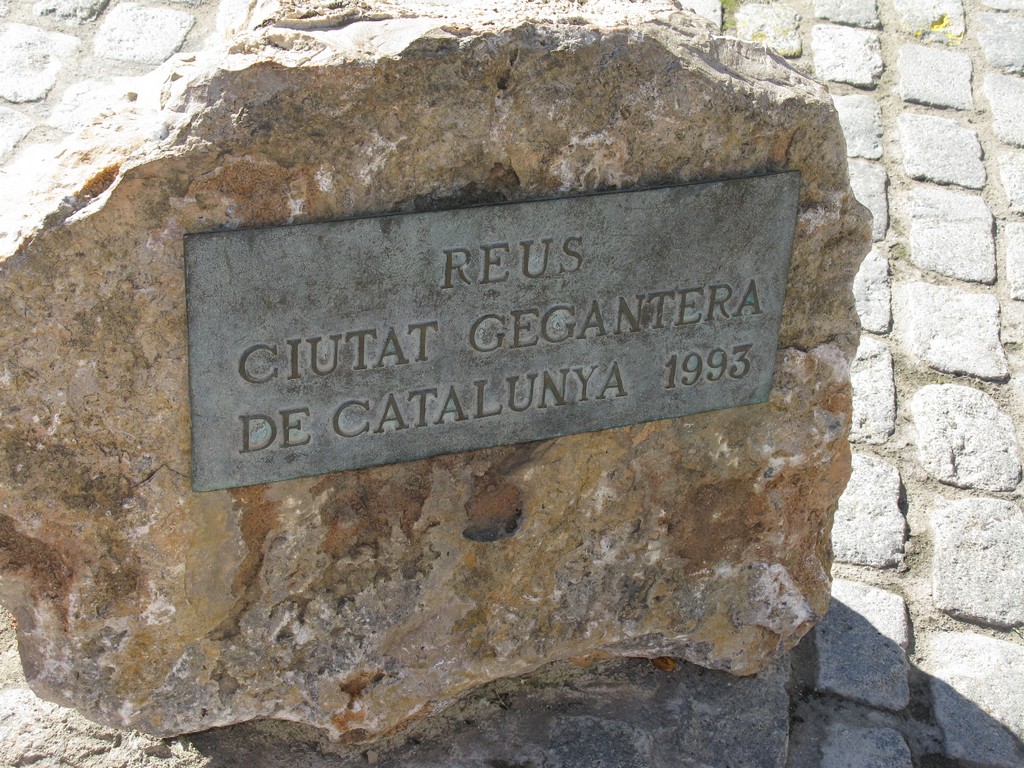 REUS
CIUTAT GEGANTERA
DE CATALUNYA 1993